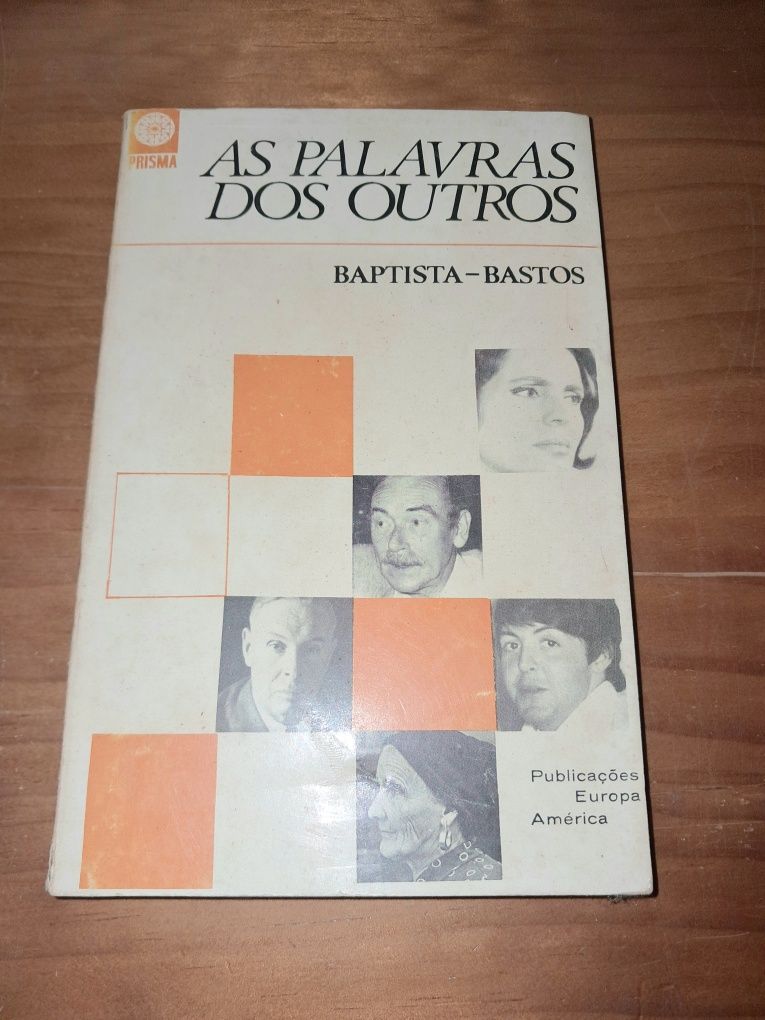 PRISMA
AS PALAVRAS
DOS OUTROS
BAPTISTA-BASTOS
Publicações
Europa
América